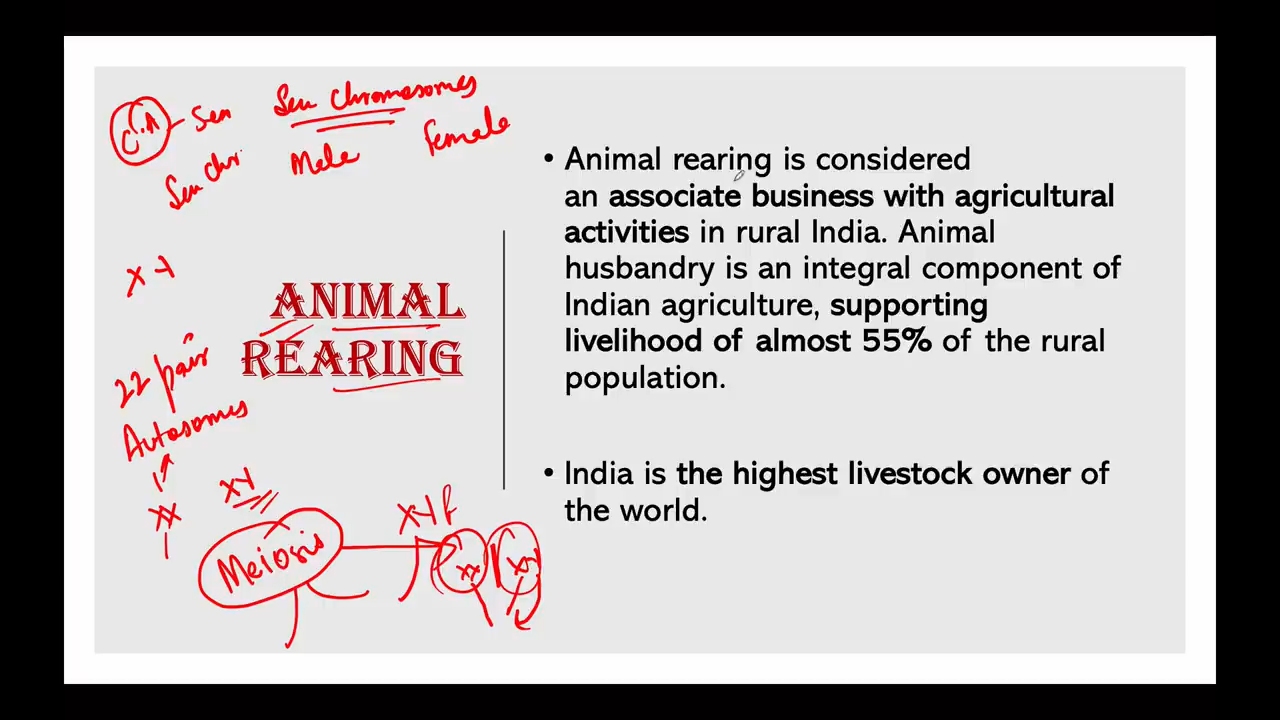 Sex chromosomes
C.A - Sex
Sex chr.
Male
Female
X Y
22 pair
Autosomes
XX
XY
Meiosis
XY
XX
ANIMAL
REARING
• Animal rearing is considered
an associate business with agricultural
activities in rural India. Animal
husbandry is an integral component of
Indian agriculture, supporting
livelihood of almost 55% of the rural
population.
• India is the highest livestock owner of
the world.